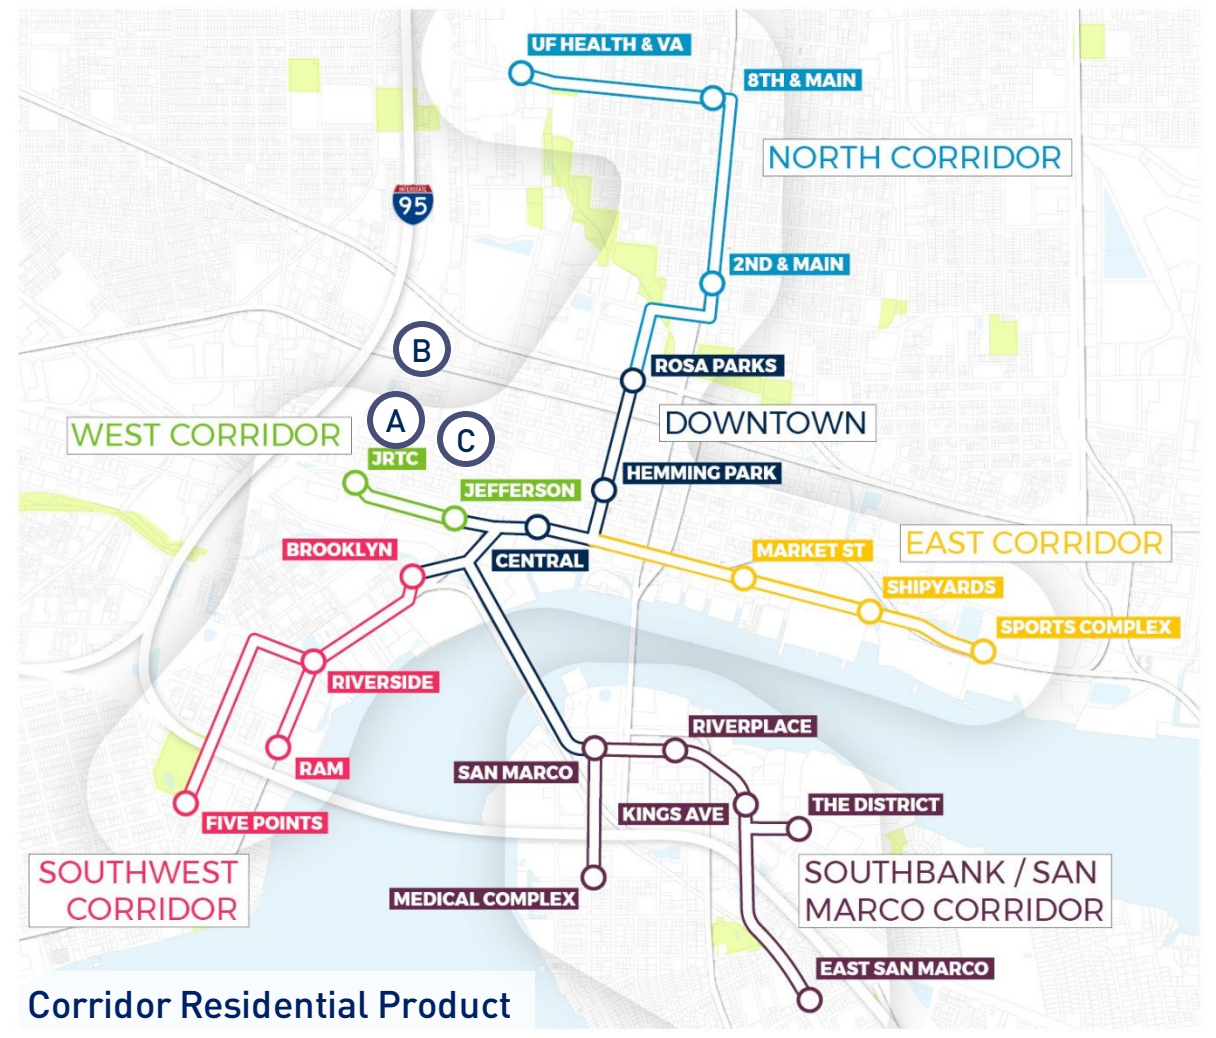 UF HEALTH & VA
8TH & MAIN
NORTH CORRIDOR
INTERSTATE
95
2ND & MAIN
B
ROSA PARKS
A
DOWNTOWN
WEST CORRIDOR
C
JRTC
HEMMING PARK
JEFFERSON
EAST CORRIDOR
BROOKLYN
MARKET ST
CENTRAL
SHIPYARDS
SPORTS COMPLEX
RIVERSIDE
RIVERPLACE
RAM
SAN MARCO
THE DISTRICT
KINGS AVE
FIVE POINTS
SOUTHWEST
CORRIDOR
SOUTHBANK / SAN
MARCO CORRIDOR
MEDICAL COMPLEX
EAST SAN MARCO
Corridor Residential Product